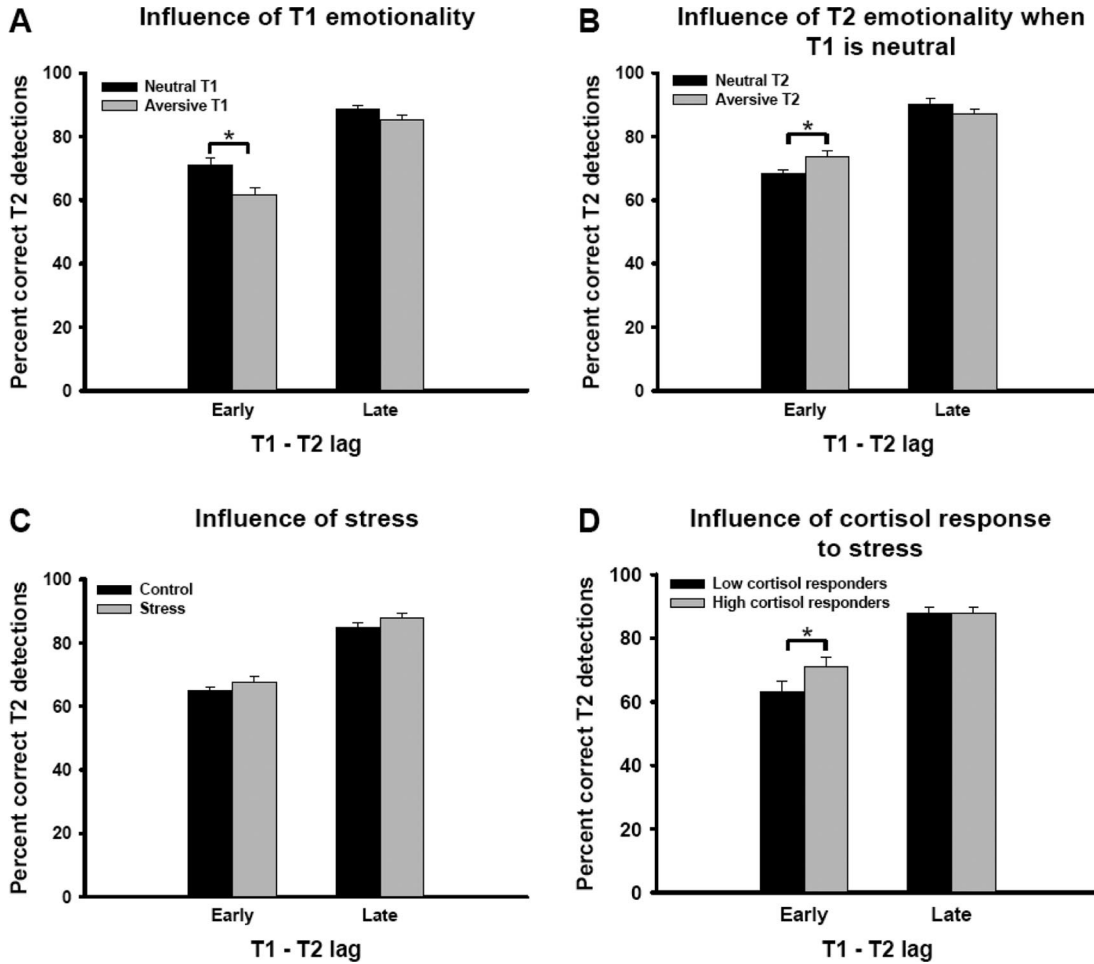 A
Influence of T1 emotionality
Percent correct T2 detections
100
80
60
40
20
0
Neutral T1
Aversive T1
*
Early
Late
T1 - T2 lag
B
Influence of T2 emotionality when
T1 is neutral
Percent correct T2 detections
100
80
60
40
20
0
Neutral T2
Aversive T2
*
Early
Late
T1 - T2 lag
C
Influence of stress
Percent correct T2 detections
100
80
60
40
20
0
Control
Stress
Early
Late
T1 - T2 lag
D
Influence of cortisol response
to stress
Percent correct T2 detections
100
80
60
40
20
0
Low cortisol responders
High cortisol responders
*
Early
Late
T1 - T2 lag